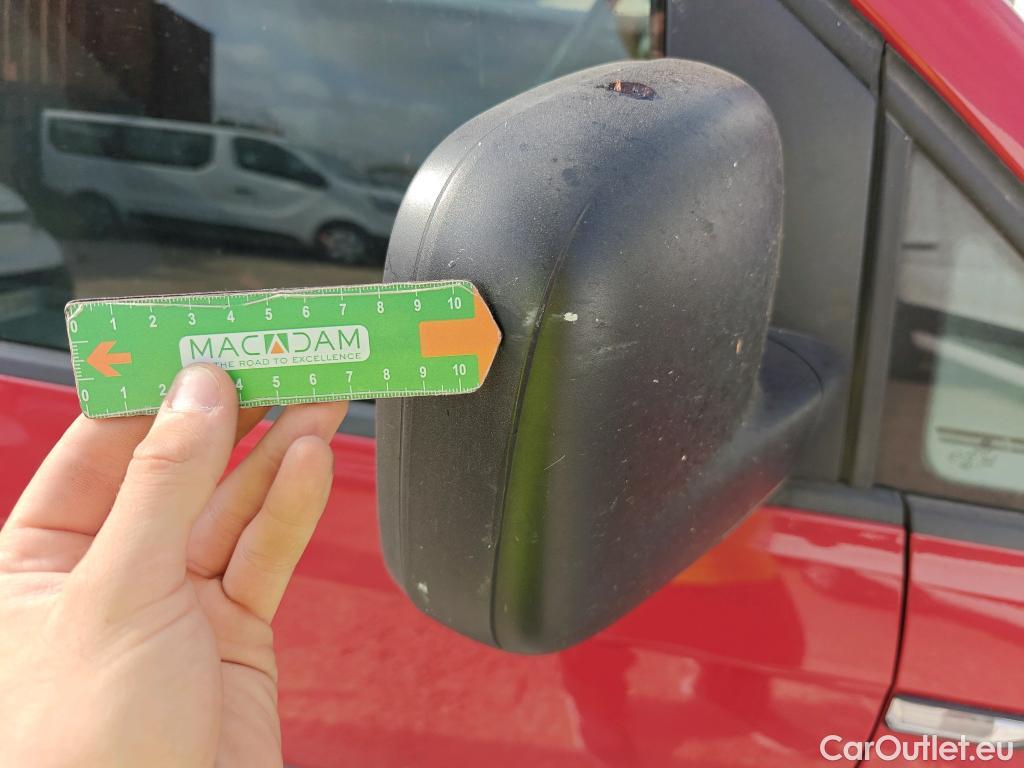 0 1 2 3 4 5 6 7 8 9 10
MACADAM
THE ROAD TO EXCELLENCE
0 1 2 4 5 6 7 8 9 10
CarOutlet.eu